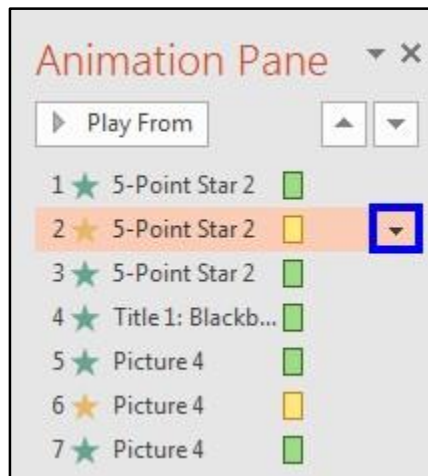 Animation Pane
Play From
1 5-Point Star 2
2 5-Point Star 2
3 5-Point Star 2
4 Title 1: Blackb...
5 Picture 4
6 Picture 4
7 Picture 4